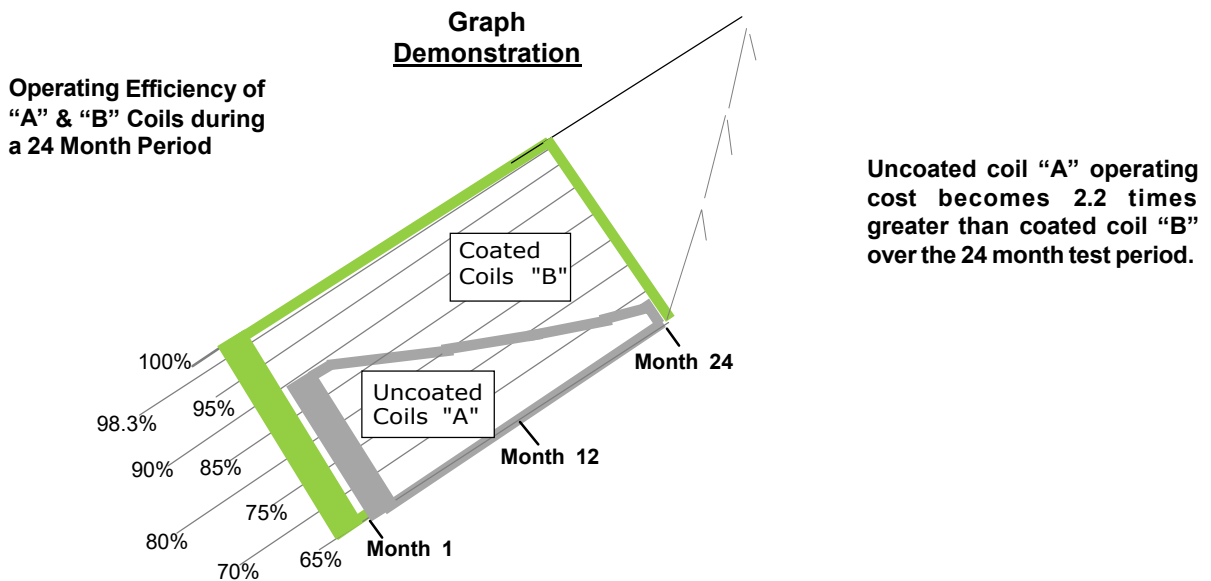 Graph
Demonstration
Operating Efficiency of
“A” & “B” Coils during
a 24 Month Period
Uncoated coil “A” operating
cost becomes 2.2 times
greater than coated coil “B”
over the 24 month test period.
Coated
Coils "B"
Uncoated
Coils "A"
100%
98.3%
95%
90%
85%
80%
75%
70%
65%
Month 1
Month 12
Month 24